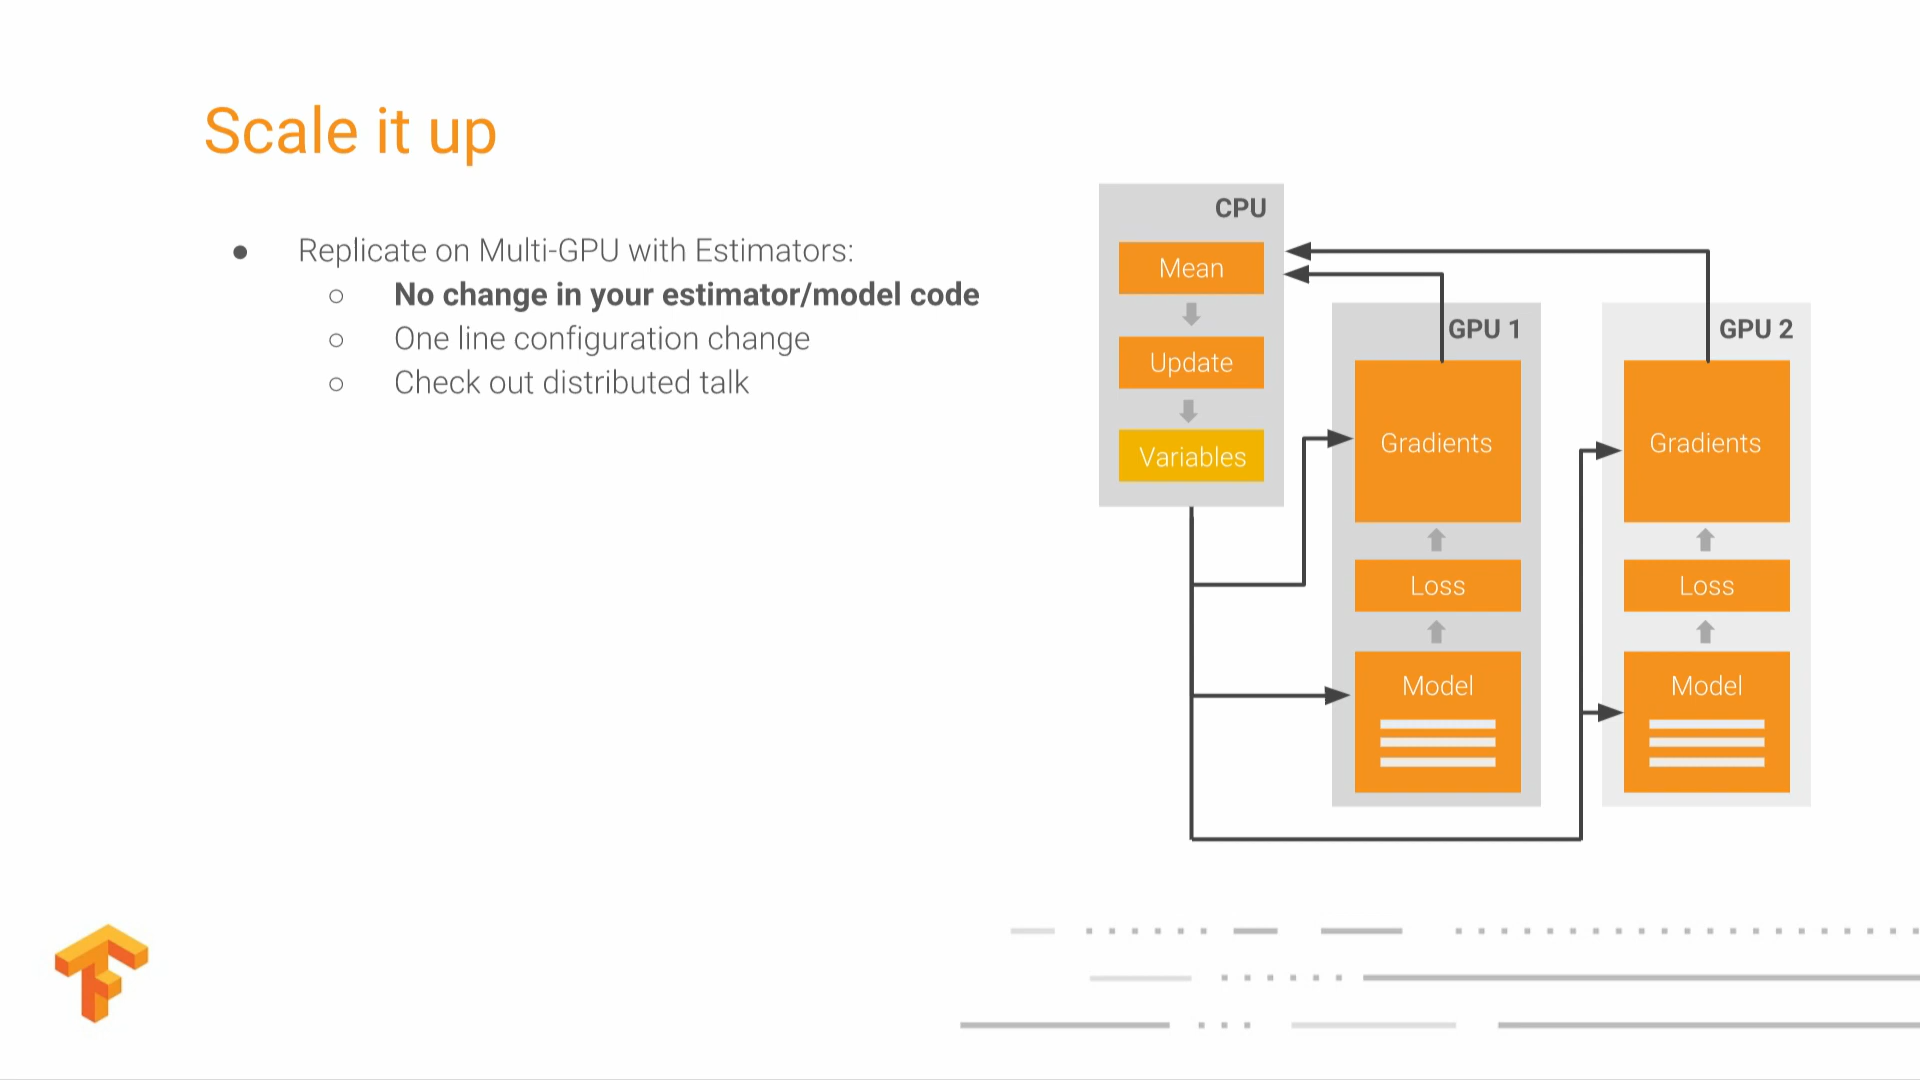 Scale it up
● Replicate on Multi-GPU with Estimators:
○ No change in your estimator/model code
○ One line configuration change
○ Check out distributed talk
CPU
Mean
Update
Variables
GPU 1
Gradients
Loss
Model
GPU 2
Gradients
Loss
Model